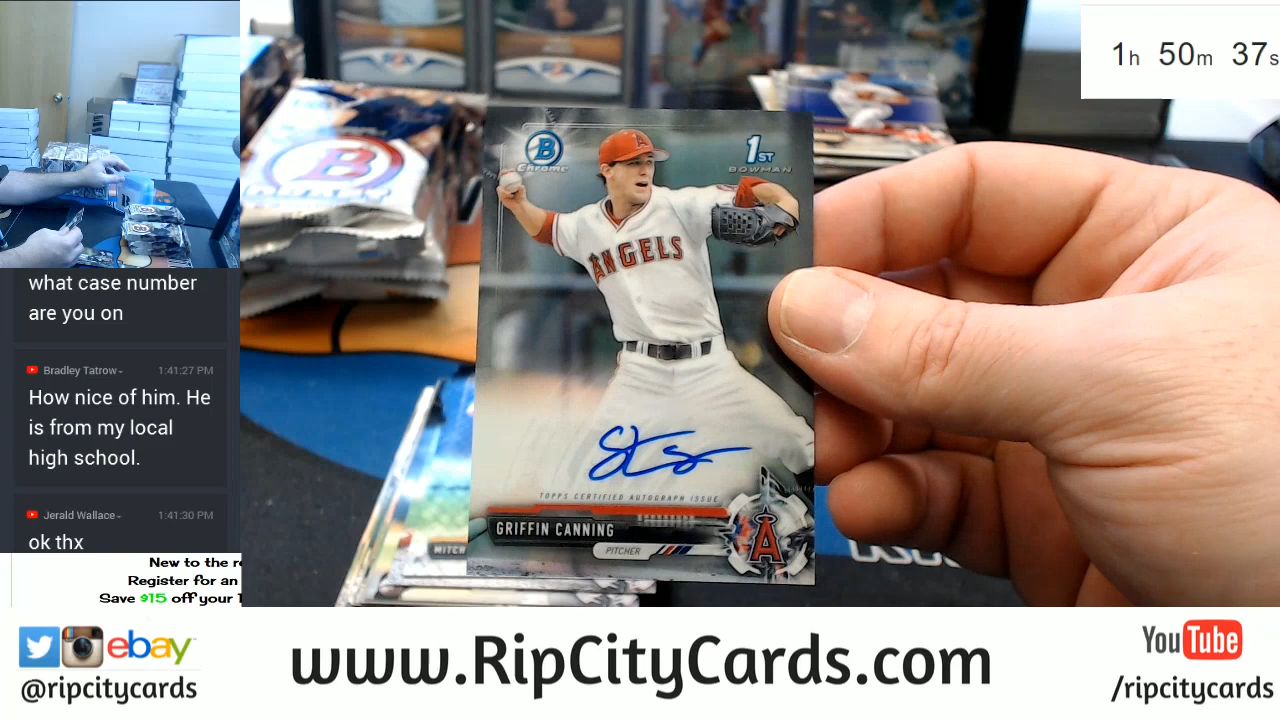 1h 50m 37s
what case number
are you on
Bradley Tatrow
1:41:27 PM
How nice of him. He
is from my local
high school.
Jerald Wallace
1:41:30 PM
ok thx
New to the r
Register for an
Save $15 off your
B
Chrome
1ST
BOWMAN
B
ANGELS
TOPPS CERTIFIED AUTOGRAPH ISSUE
GRIFFIN CANNING
PITCHER
A
MITCH
ebay
@ripcitycards
www.RipCityCards.com
YouTube
/ripcitycards